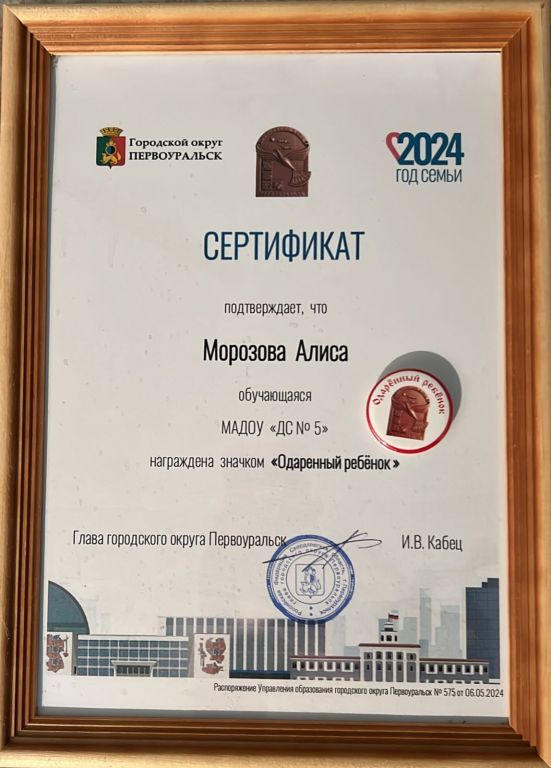 Городской округ
ПЕРВОУРАЛЬСК
2024
ГОД СЕМЬИ
СЕРТИФИКАТ
подтверждает, что
Морозова Алиса
обучающаяся
МАДОУ «ДС № 5»
Одарённый ребёнок
награждена значком «Одаренный ребёнок»
Глава городского округа Первоуральск
И.В. Кабец
Распоряжение Управления образования городского округа Первоуральск № 575 от 06.05.2024